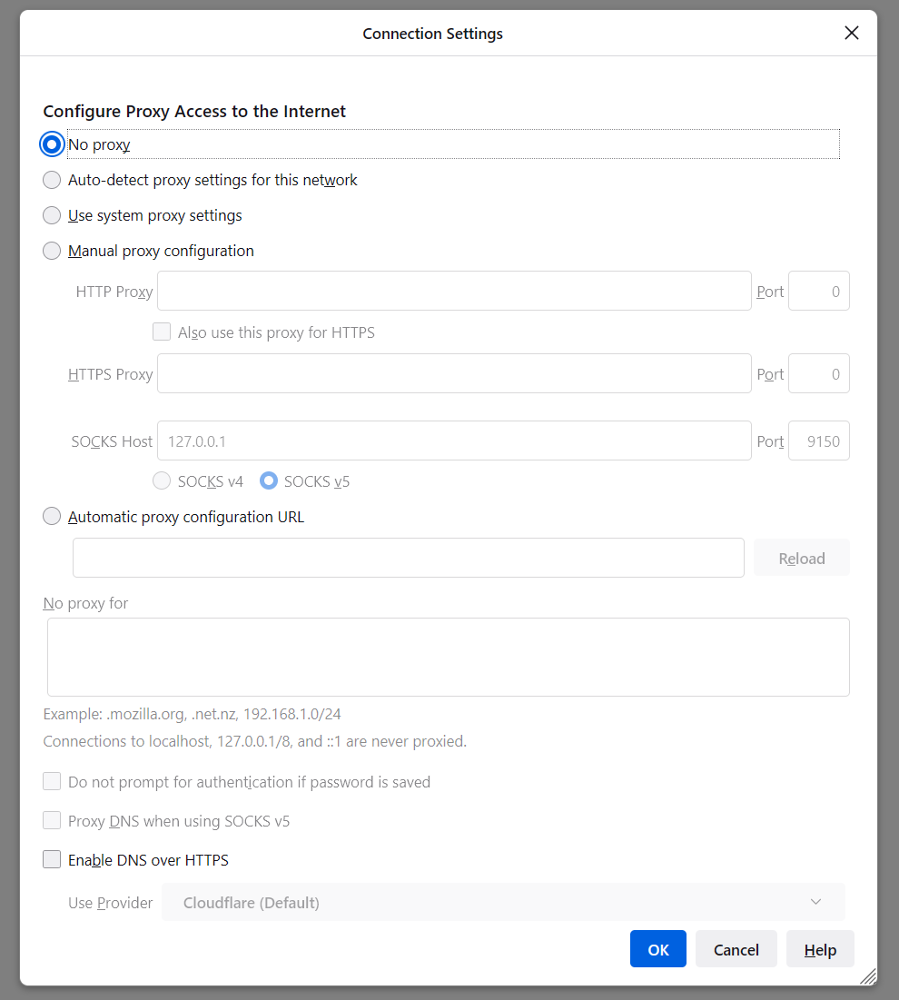 Connection Settings
Configure Proxy Access to the Internet
No proxy
Auto-detect proxy settings for this network
Use system proxy settings
Manual proxy configuration
HTTP Proxy Port 0
Also use this proxy for HTTPS
HTTPS Proxy Port 0
SOCKS Host 127.0.0.1 Port 9150
SOCKS v4 SOCKS v5
Automatic proxy configuration URL
Reload
No proxy for
Example: .mozilla.org, .net.nz, 192.168.1.0/24
Connections to localhost, 127.0.0.1/8, and ::1 are never proxied.
Do not prompt for authentication if password is saved
Proxy DNS when using SOCKS v5
Enable DNS over HTTPS
Use Provider Cloudflare (Default)
OK Cancel Help